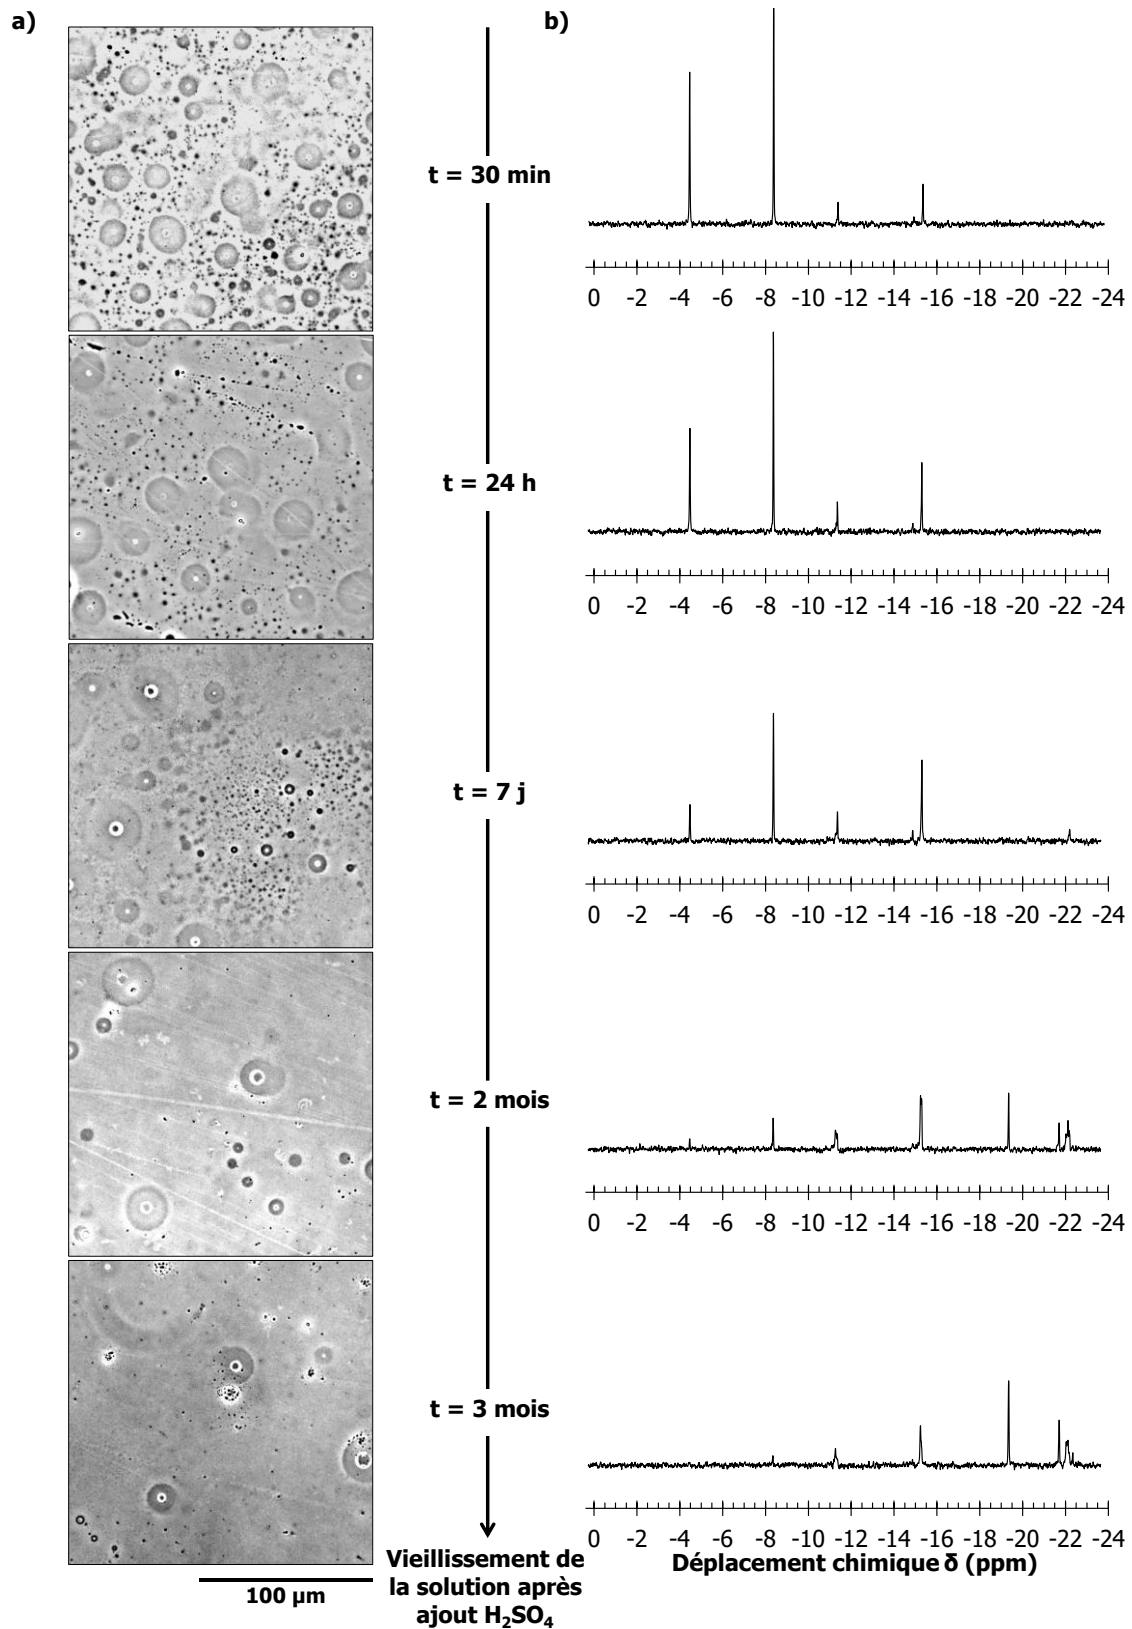 a)
b)
t = 30 min
0 -2 -4 -6 -8 -10 -12 -14 -16 -18 -20 -22 -24
t = 24 h
0 -2 -4 -6 -8 -10 -12 -14 -16 -18 -20 -22 -24
t = 7 j
0 -2 -4 -6 -8 -10 -12 -14 -16 -18 -20 -22 -24
t = 2 mois
0 -2 -4 -6 -8 -10 -12 -14 -16 -18 -20 -22 -24
t = 3 mois
0 -2 -4 -6 -8 -10 -12 -14 -16 -18 -20 -22 -24
Déplacement chimique δ (ppm)
100 µm
Vieillissement de
la solution après
ajout H₂SO₄